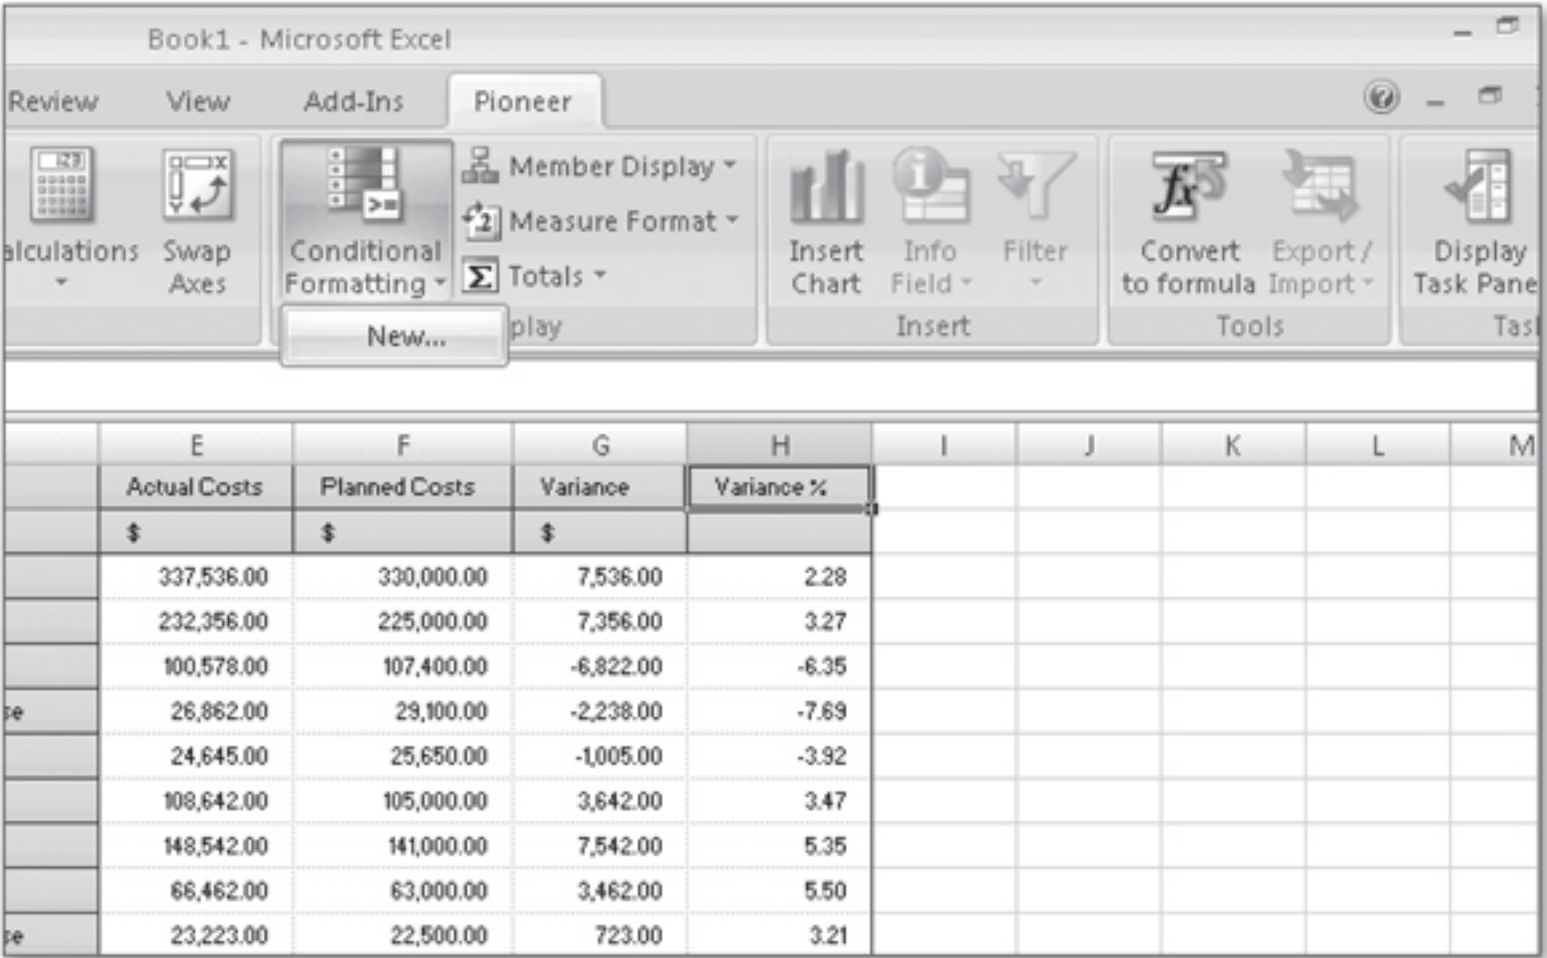 Book1 - Microsoft Excel
Review View Add-Ins Pioneer
Member Display
Measure Format
alculations Swap Axes Conditional Formatting Totals Insert Chart Info Field Filter Convert to formula Export / Import Display Task Pane
New... play Insert Tools Tas
E F G H I J K L M
Actual Costs Planned Costs Variance Variance %
$ $ $
337,536.00 330,000.00 7,536.00 2.28
232,356.00 225,000.00 7,356.00 3.27
100,578.00 107,400.00 -6,822.00 -6.35
se 26,862.00 29,100.00 -2,238.00 -7.69
24,645.00 25,650.00 -1,005.00 -3.92
108,642.00 105,000.00 3,642.00 3.47
148,542.00 141,000.00 7,542.00 5.35
66,462.00 63,000.00 3,462.00 5.50
se 23,223.00 22,500.00 723.00 3.21